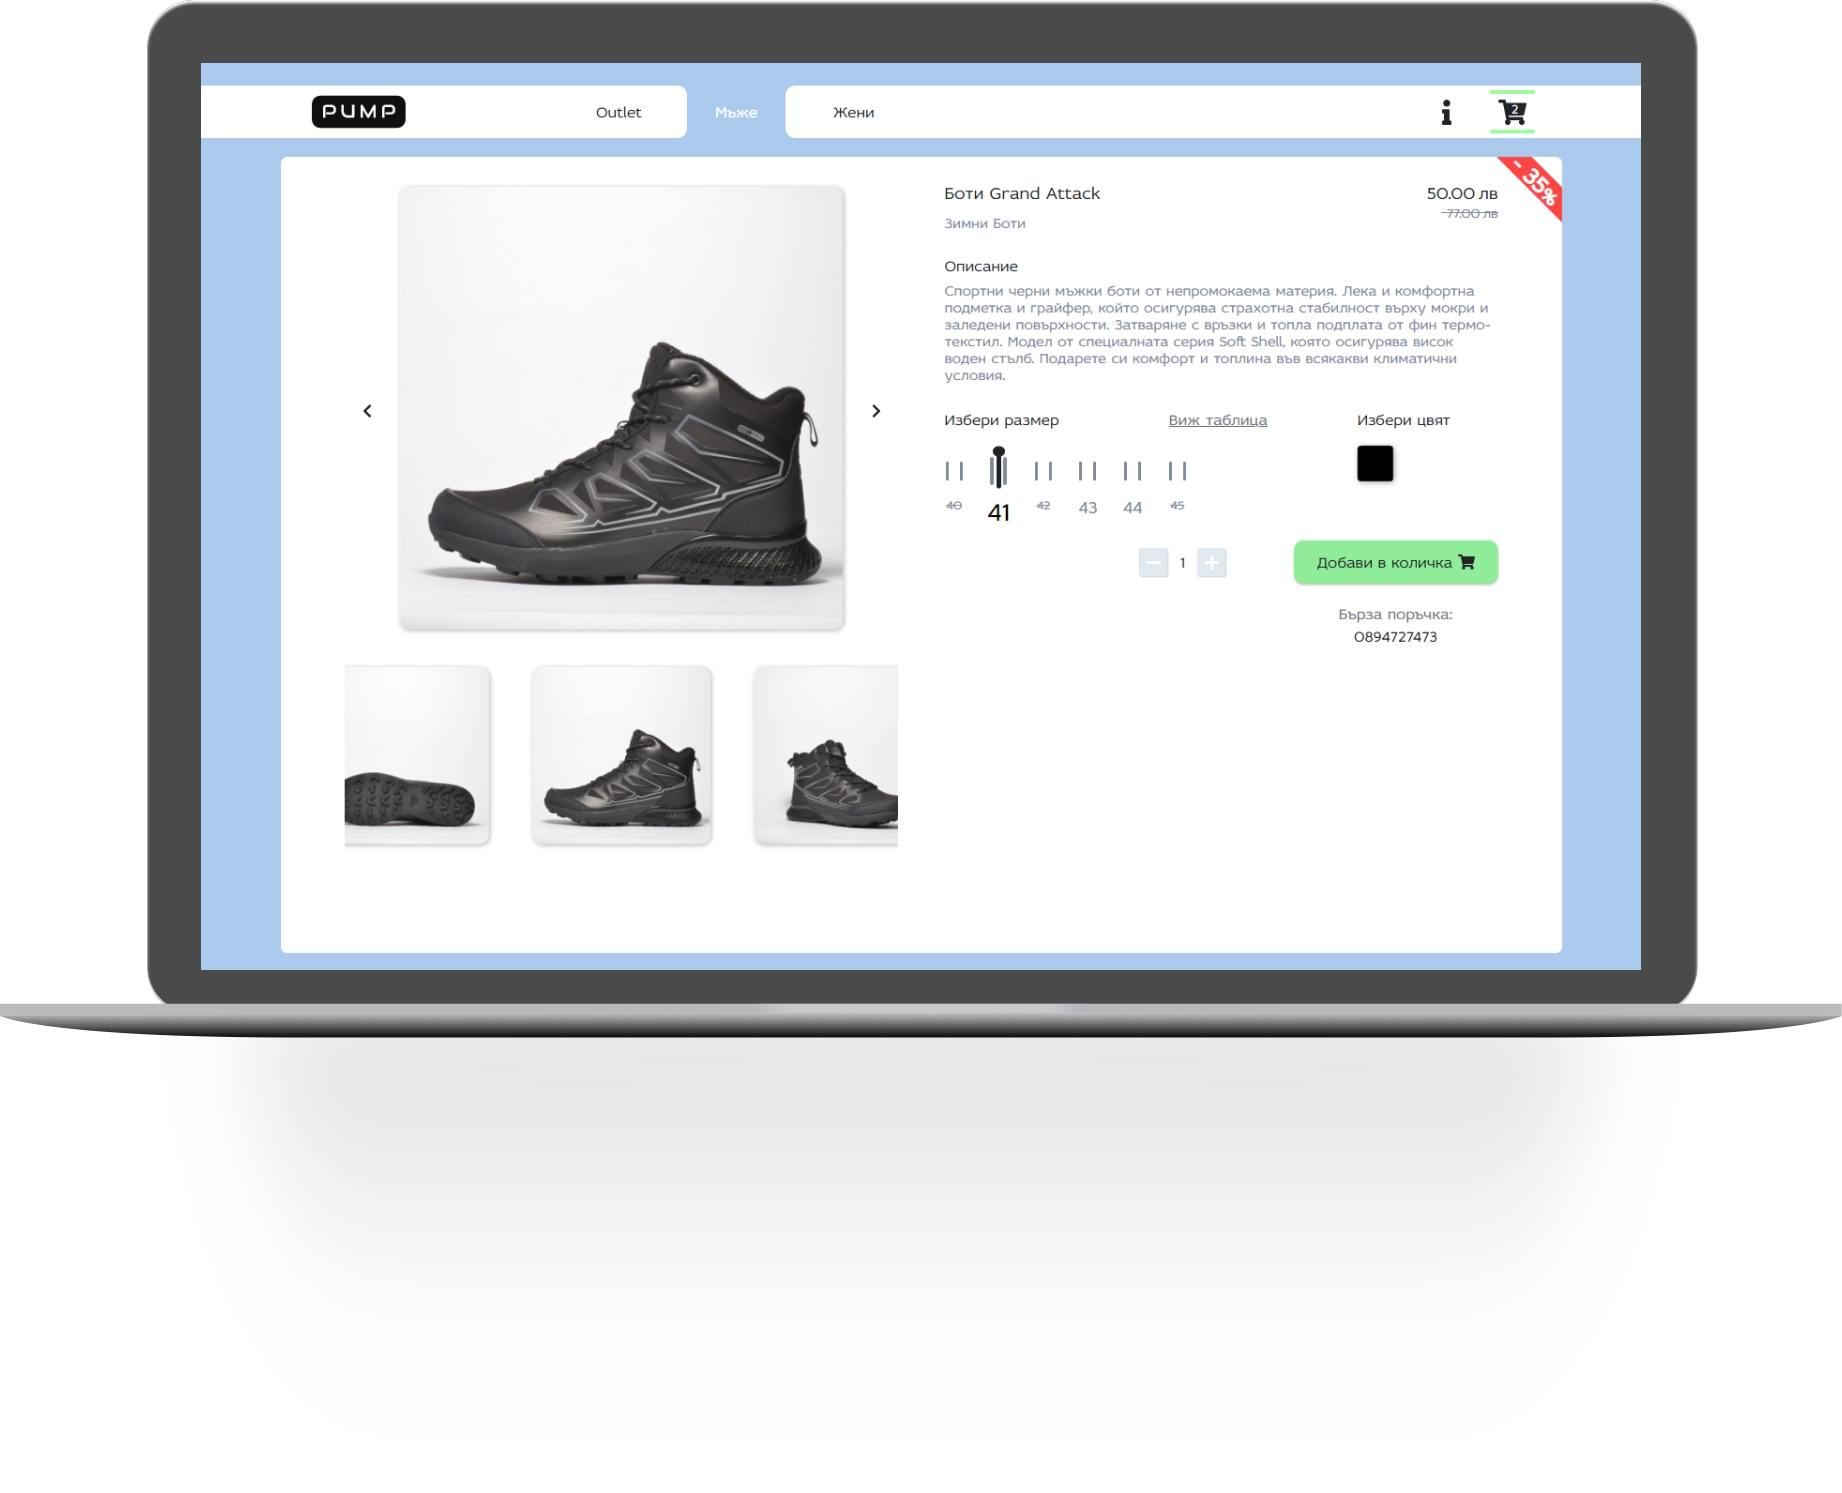 PUMP
Outlet
Мъже
Жени
2
- 35%
Боти Grand Attack
50.00 лв
77.00 лв
Зимни Боти
Описание
Спортни черни мъжки боти от непромокаема материя. Лека и комфортна
подметка и грайфер, който осигурява страхотна стабилност върху мокри и
заледени повърхности. Затваряне с връзки и топла подплата от фин термо-
текстил. Модел от специалната серия Soft Shell, която осигурява висок
воден стълб. Подарете си комфорт и топлина във всякакви климатични
условия.
Избери размер
Виж таблица
Избери цвят
40
41
42
43
44
45
1
Добави в количка
Бърза поръчка:
0894727473